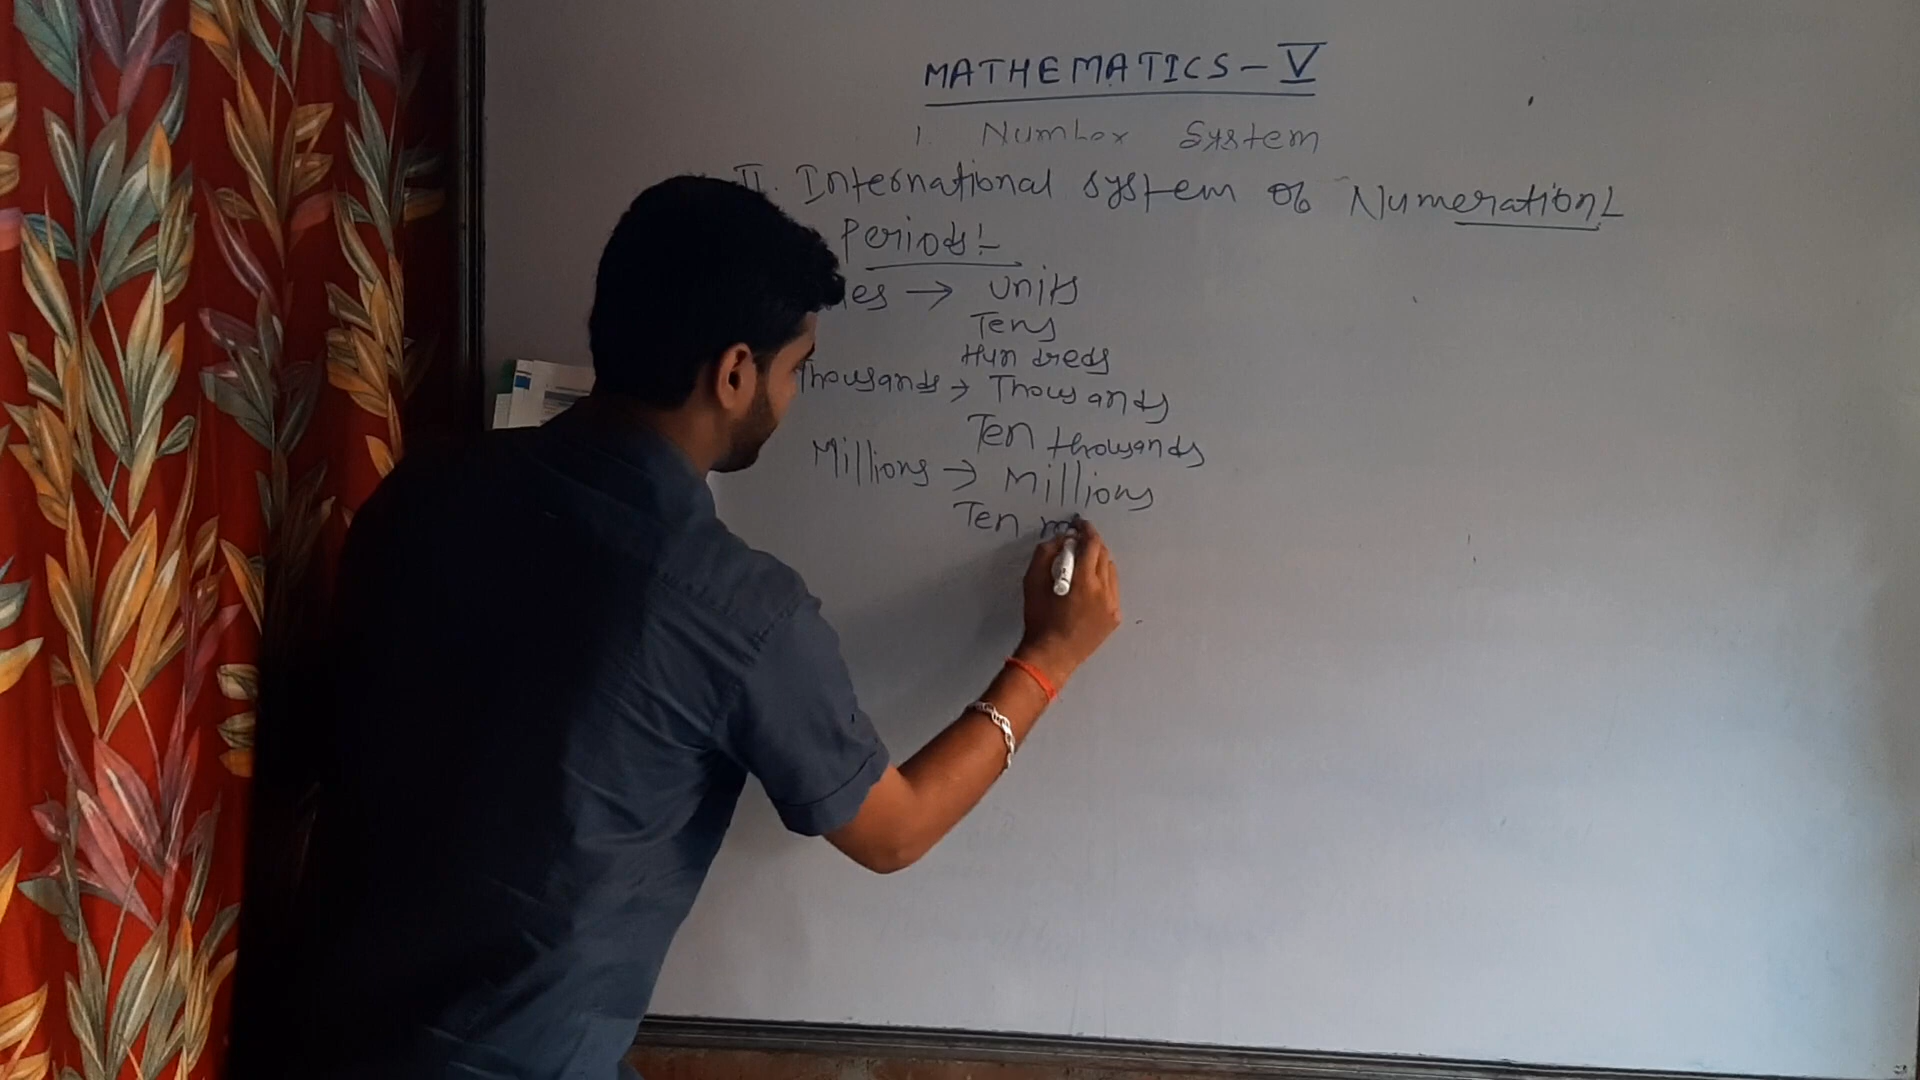 MATHEMATICS - V
1. Number System
II. International system of Numeration:-
Periods:-
→ Units
Tens
Hundreds
Thousands → Thousands
Ten thousands
Millions → Millions
Ten